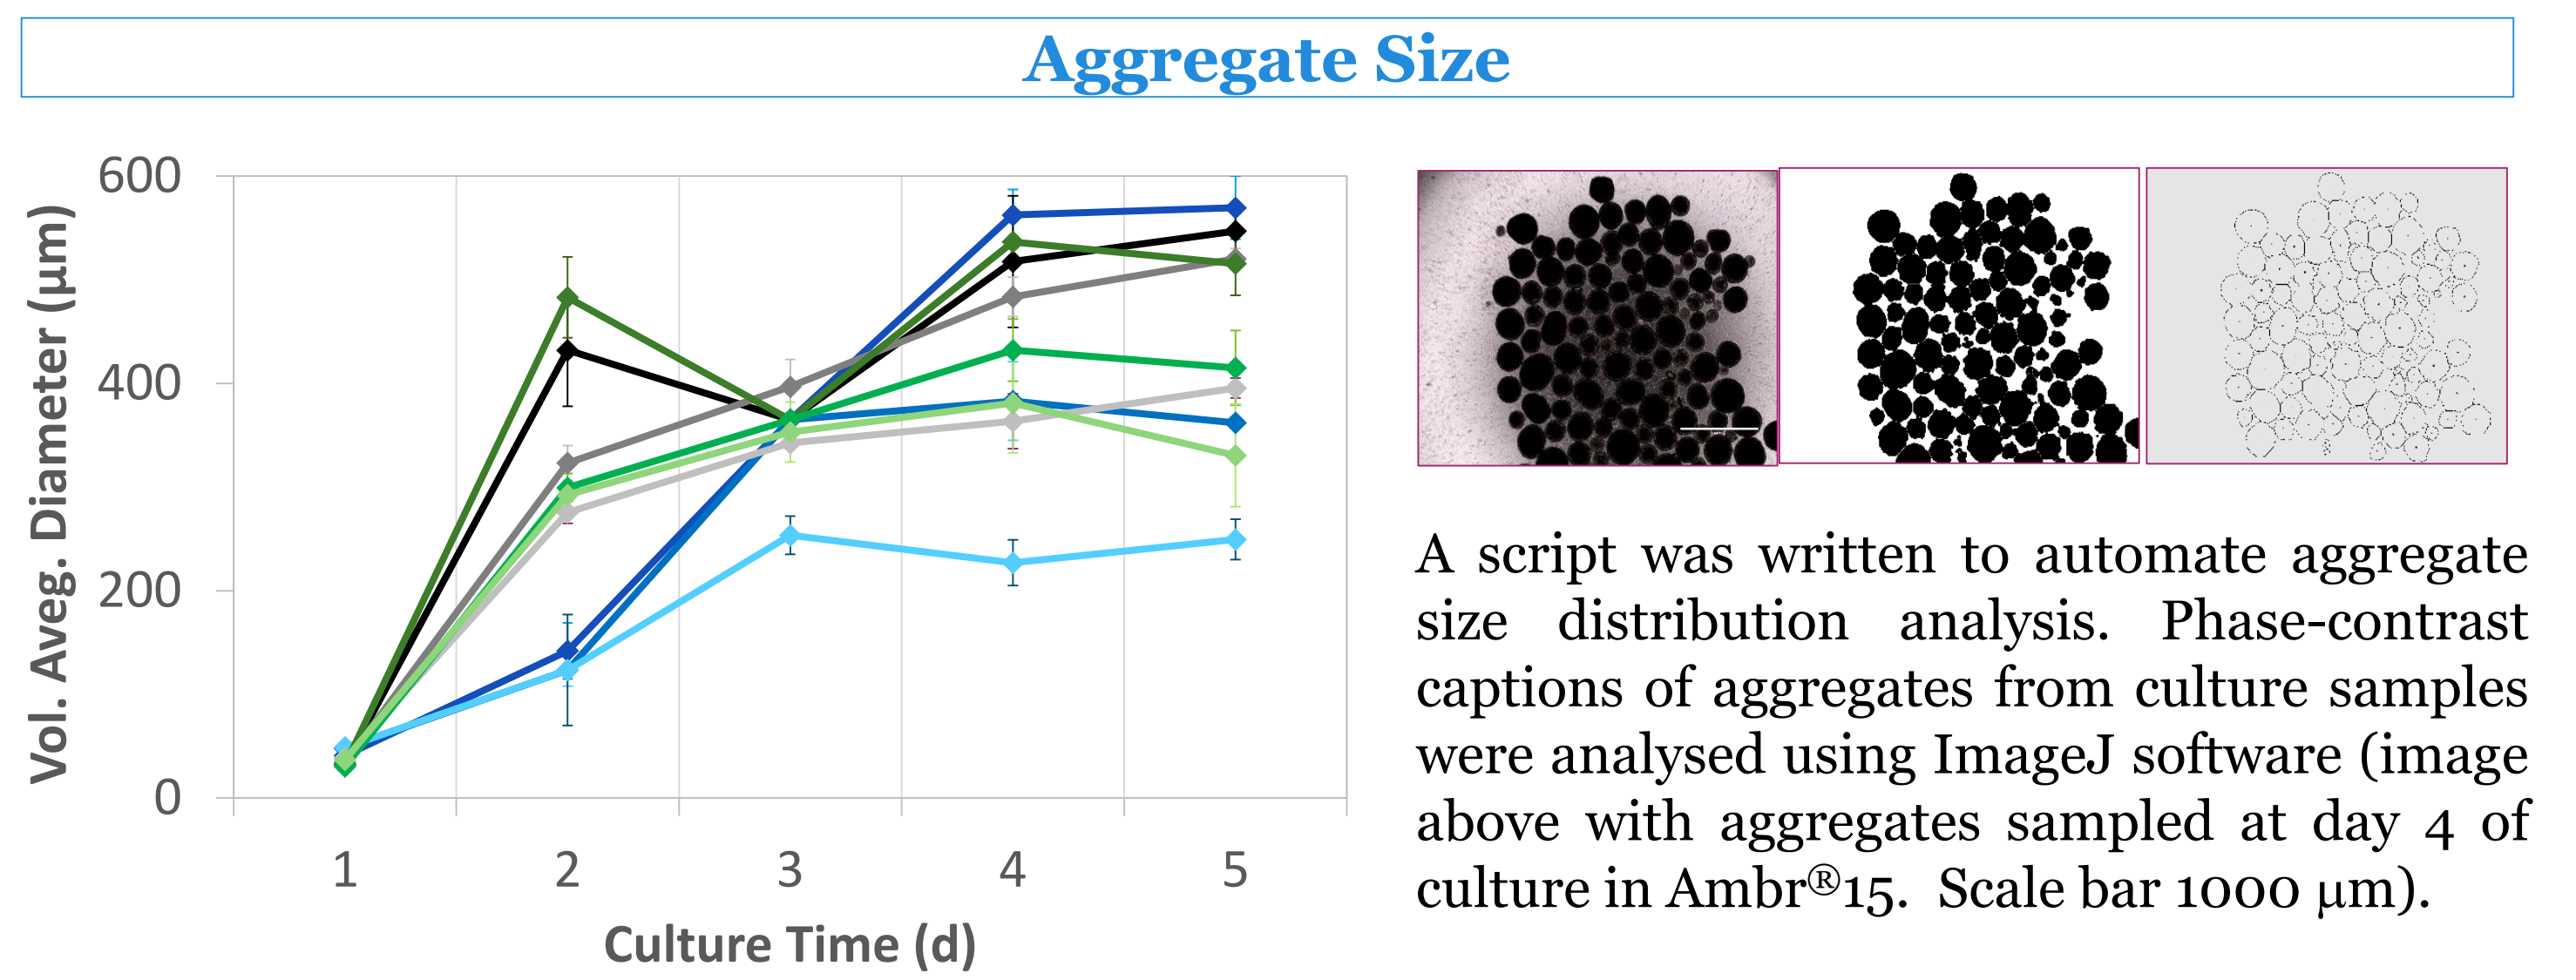 Aggregate Size
600
400
200
0
Vol. Aveg. Diameter (µm)
1 2 3 4 5
Culture Time (d)
A script was written to automate aggregate
size distribution analysis. Phase-contrast
captions of aggregates from culture samples
were analysed using ImageJ software (image
above with aggregates sampled at day 4 of
culture in Ambr®15. Scale bar 1000 µm).